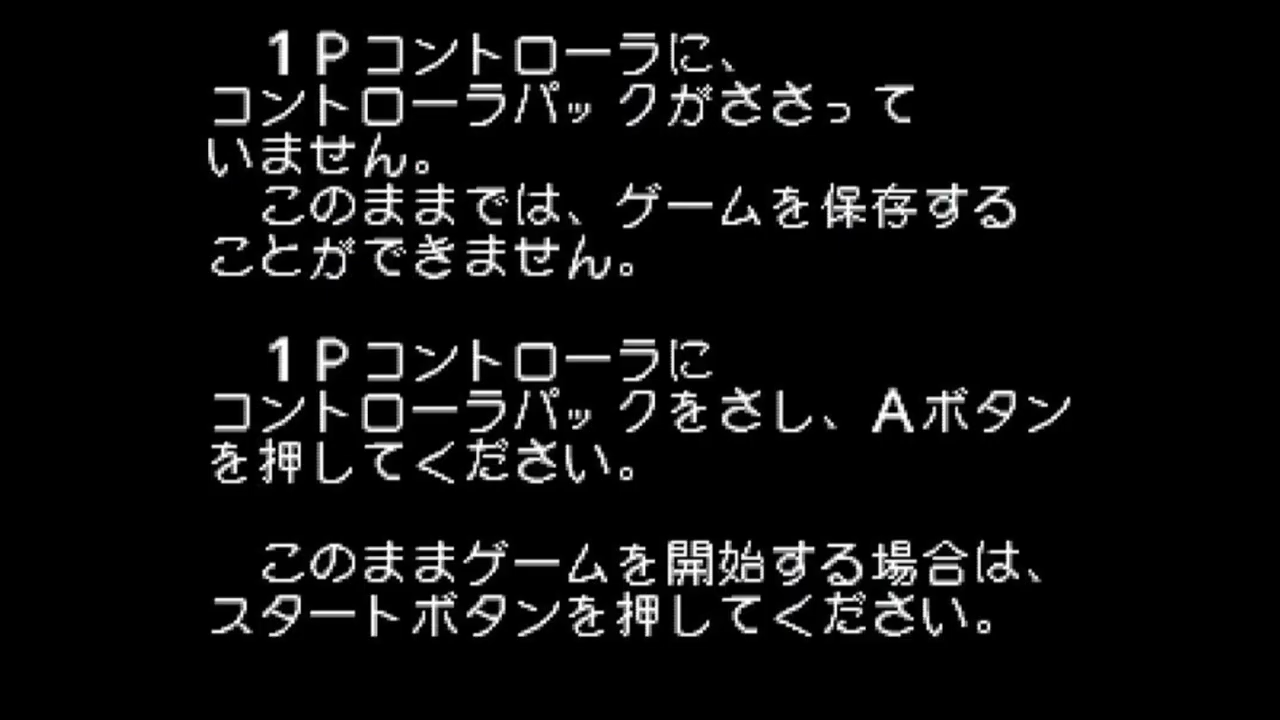 １Ｐコントローラに、
コントローラパックがささって
いません。
このままでは、ゲームを保存する
ことができません。
１Ｐコントローラに
コントローラパックをさし、Ａボタン
を押してください。
このままゲームを開始する場合は、
スタートボタンを押してください。